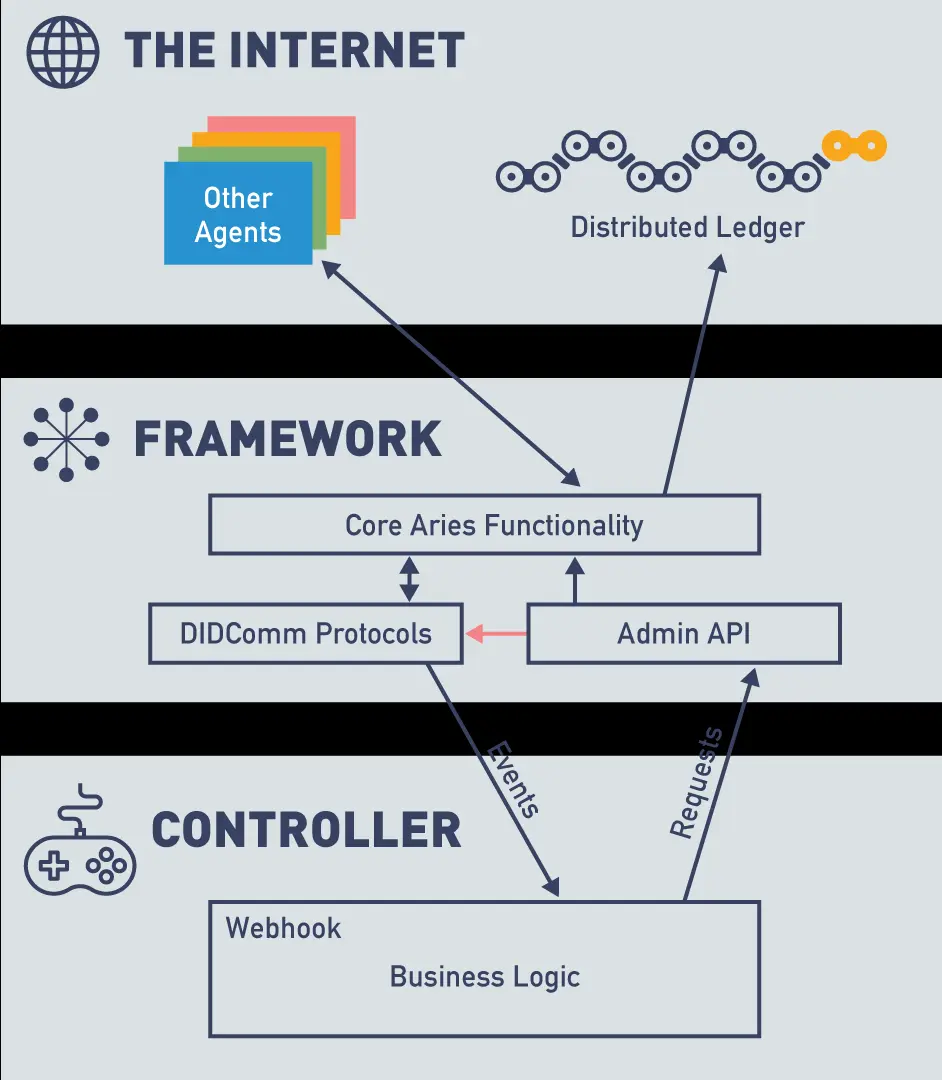 THE INTERNET
Other
Agents
Distributed Ledger
FRAMEWORK
Core Aries Functionality
DIDComm Protocols
Admin API
Events
Requests
CONTROLLER
Webhook
Business Logic